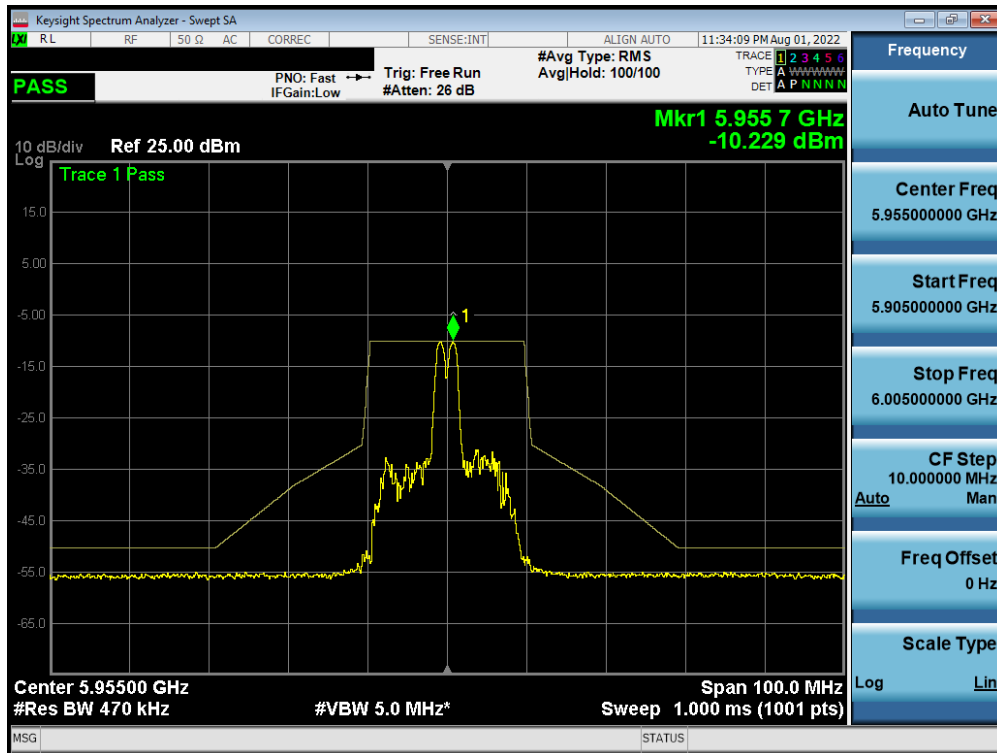 Keysight Spectrum Analyzer - Swept SA
LXI RL RF 50 Ω AC CORREC SENSE:INT ALIGN AUTO 11:34:09 PM Aug 01, 2022
PASS
PNO: Fast
IFGain:Low
Trig: Free Run
#Atten: 26 dB
#Avg Type: RMS
Avg|Hold: 100/100
TRACE 1 2 3 4 5 6
TYPE A WWWWW
DET A P N N N N
Mkr1 5.955 7 GHz
-10.229 dBm
10 dB/div Ref 25.00 dBm
Log
Trace 1 Pass
15.0
5.00
-5.00
1
-15.0
-25.0
-35.0
-45.0
-55.0
-65.0
Center 5.95500 GHz Span 100.0 MHz
#Res BW 470 kHz #VBW 5.0 MHz* Sweep 1.000 ms (1001 pts)
MSG STATUS
Frequency
Auto Tune
Center Freq
5.955000000 GHz
Start Freq
5.905000000 GHz
Stop Freq
6.005000000 GHz
CF Step
10.000000 MHz
Auto Man
Freq Offset
0 Hz
Scale Type
Log Lin